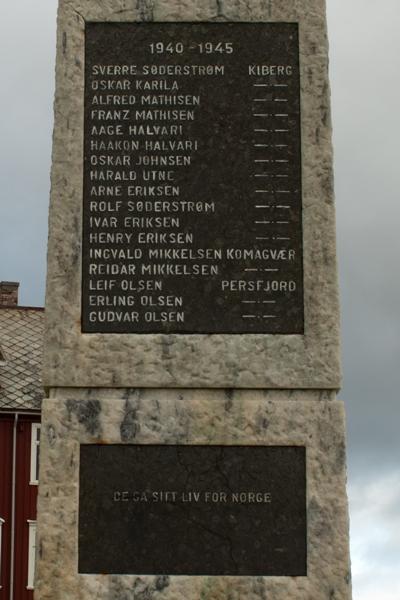 1940-1945
SVERRE SØDERSTRØM KIBERG
OSKAR KARILA —·—
ALFRED MATHISEN —·—
FRANZ MATHISEN —·—
AAGE HALVARI —·—
HAAKON HALVARI —·—
OSKAR JOHNSEN —·—
HARALD UTNE —·—
ARNE ERIKSEN —·—
ROLF SØDERSTRØM —·—
IVAR ERIKSEN —·—
HENRY ERIKSEN —·—
INGVALD MIKKELSEN KOMAGVÆR
REIDAR MIKKELSEN —·—
LEIF OLSEN PERSFJORD
ERLING OLSEN —·—
GUDVAR OLSEN —·—
DE GA SITT LIV FOR NORGE